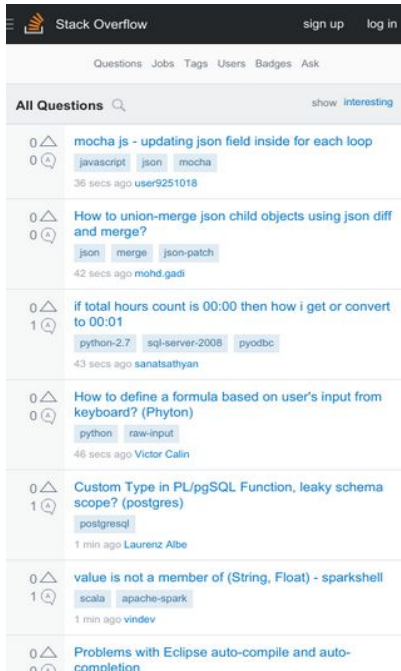 Stack Overflow sign up log in
Questions Jobs Tags Users Badges Ask
All Questions show interesting
0 mocha js - updating json field inside for each loop
0 javascript json mocha
36 secs ago user9251018
0 How to union-merge json child objects using json diff
0 and merge?
json merge json-patch
42 secs ago mohd.gadi
0 if total hours count is 00:00 then how i get or convert
1 to 00:01
python-2.7 sql-server-2008 pyodbc
43 secs ago sanatsathyan
0 How to define a formula based on user's input from
0 keyboard? (Phyton)
python raw-input
46 secs ago Victor Calin
0 Custom Type in PL/pgSQL Function, leaky schema
1 scope? (postgres)
postgresql
1 min ago Laurenz Albe
0 value is not a member of (String, Float) - sparkshell
1 scala apache-spark
1 min ago vindev
0 Problems with Eclipse auto-compile and auto-
0 completion